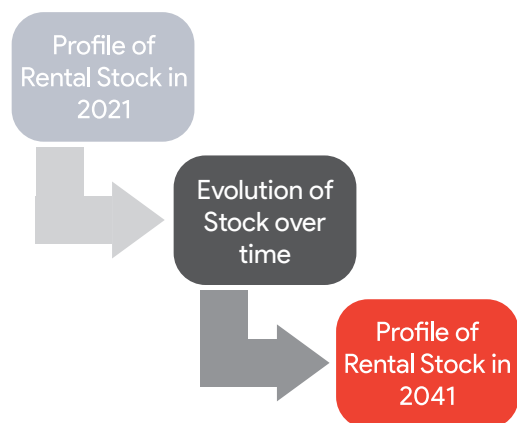 Profile of
Rental Stock in
2021
Evolution of
Stock over
time
Profile of
Rental Stock in
2041